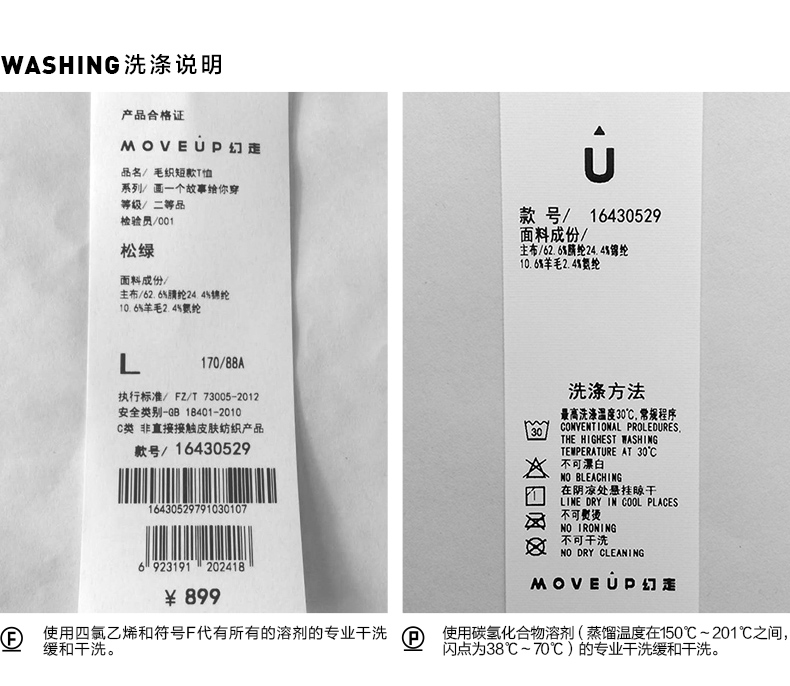 WASHING洗涤说明
产品合格证
MOVEUP幻走
品名/ 毛织短款T恤
系列/ 画一个故事给你穿
等级/ 二等品
检验员/001
松绿
面料成份/
主布/62.6%腈纶24.4%锦纶
10.6%羊毛2.4%氨纶
L 170/88A
执行标准/ FZ/T 73005-2012
安全类别-GB 18401-2010
C类 非直接接触皮肤纺织产品
款号/ 16430529
16430529791030107
6 923191 202418
¥ 899
U
款 号/ 16430529
面料成份/
主布/62.6%腈纶24.4%锦纶
10.6%羊毛2.4%氨纶
洗涤方法
30
最高洗涤温度30℃,常规程序
CONVENTIONAL PROLEDURES,
THE HIGHEST WASHING
TEMPERATURE AT 30℃
不可漂白
NO BLEACHING
在阴凉处悬挂晾干
LINE DRY IN COOL PLACES
不可熨烫
NO IRONING
不可干洗
NO DRY CLEANING
MOVEUP幻走
F 使用四氯乙烯和符号F代有所有的溶剂的专业干洗
缓和干洗。
P 使用碳氢化合物溶剂（蒸馏温度在150℃~201℃之间,
闪点为38℃~70℃）的专业干洗缓和干洗。